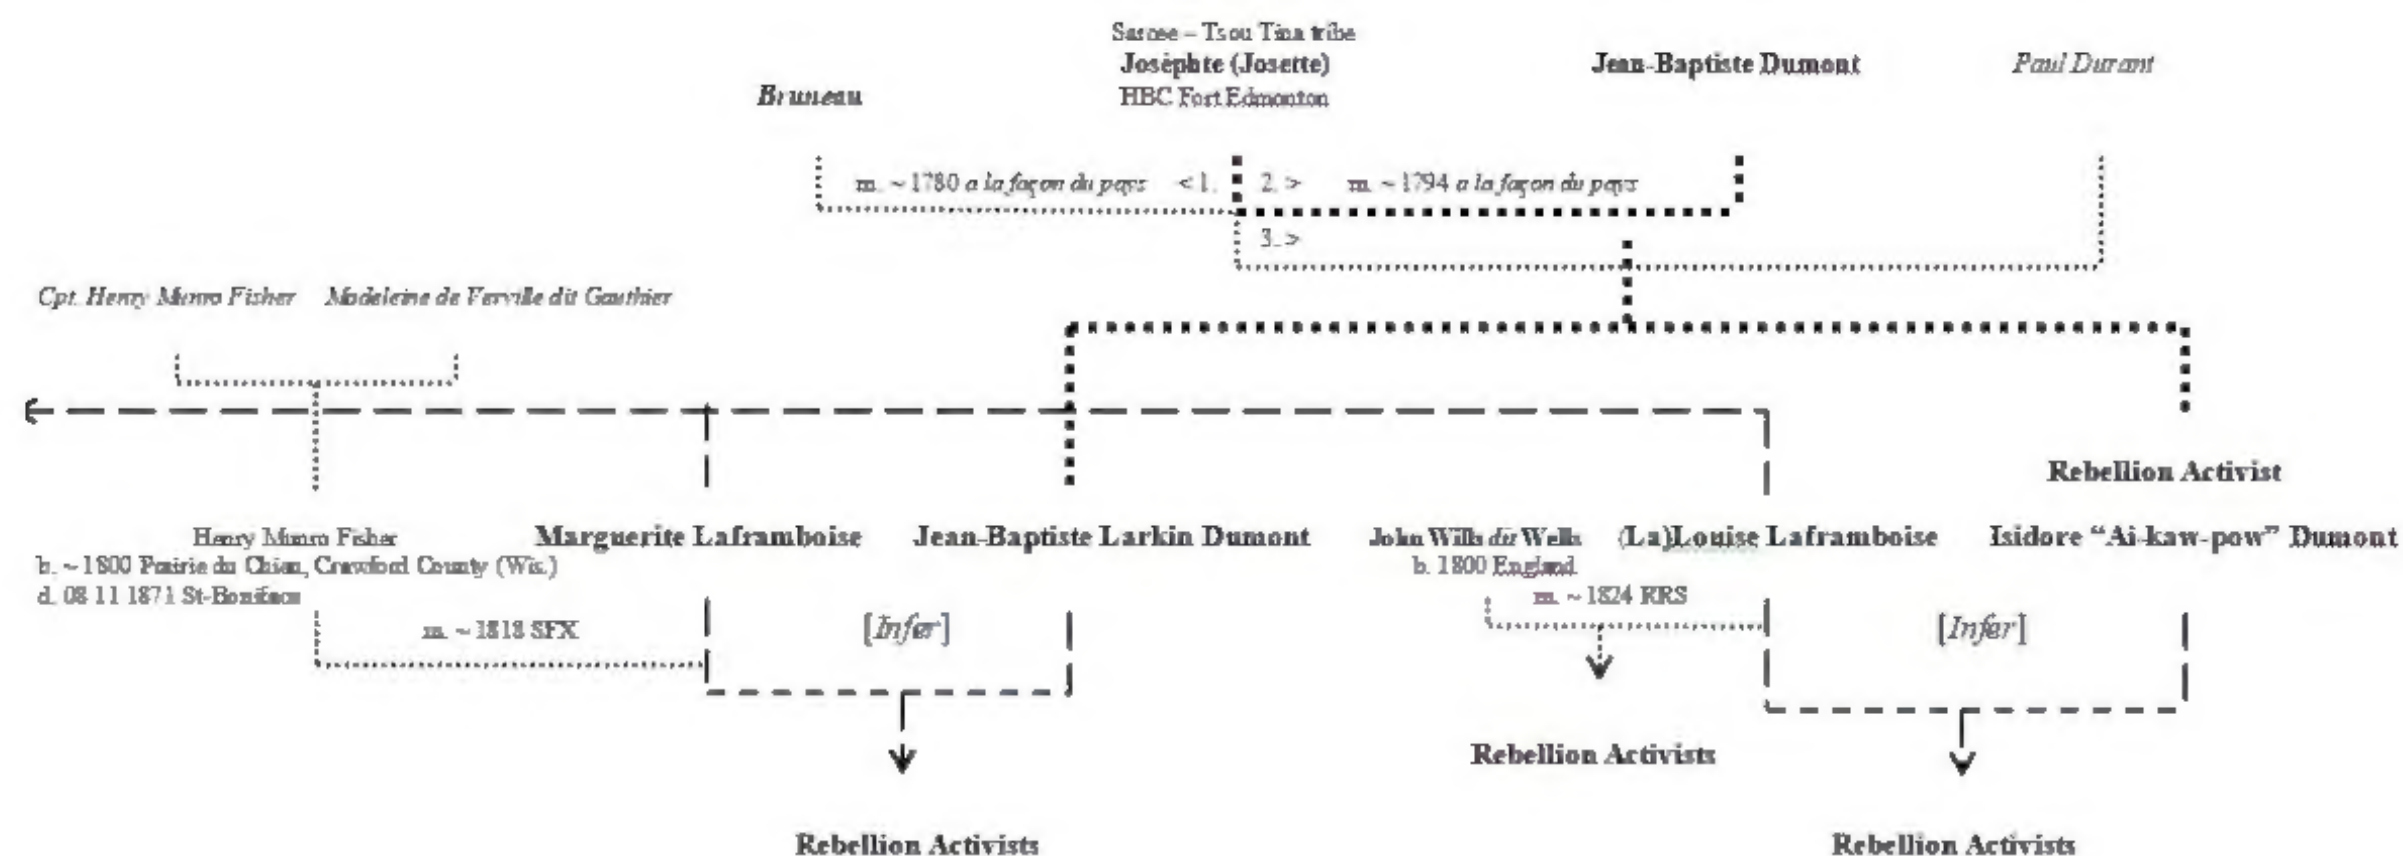 Sarcee – Tsou Tina tribe
Josèphte (Josette)
HBC Fort Edmonton
Bruneau
Jean-Baptiste Dumont
Paul Durant
m. ~ 1780 a la façon du pays < 1.
2. > m. ~ 1794 a la façon du pays
3. >
Cpt. Henry Munro Fisher Madeleine de Verville dit Gauthier
Rebellion Activist
Henry Munro Fisher
b. ~ 1800 Prairie du Chien, Crawford County (Wis.)
d. 08 11 1871 St-Boniface
Marguerite Laframboise
Jean-Baptiste Larkin Dumont
John Wills dit Wells
b. 1800 England
(La)Louise Laframboise
Isidore “Ai-kaw-pow” Dumont
m. ~ 1818 SFX
[Infer]
m. ~ 1824 RRS
[Infer]
Rebellion Activists
Rebellion Activists
Rebellion Activists